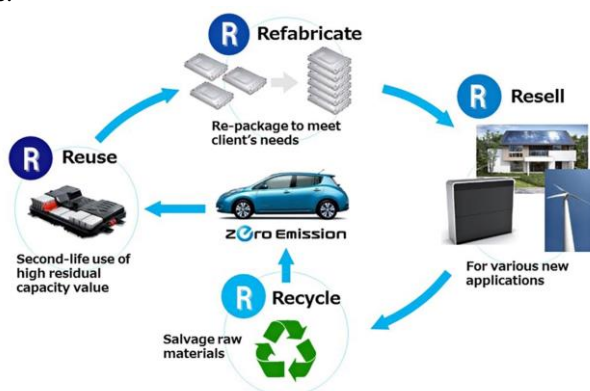 R Refabricate
Re-package to meet
client's needs
R Resell
For various new
applications
R Reuse
Second-life use of
high residual
capacity value
zero Emission
R Recycle
Salvage raw
materials